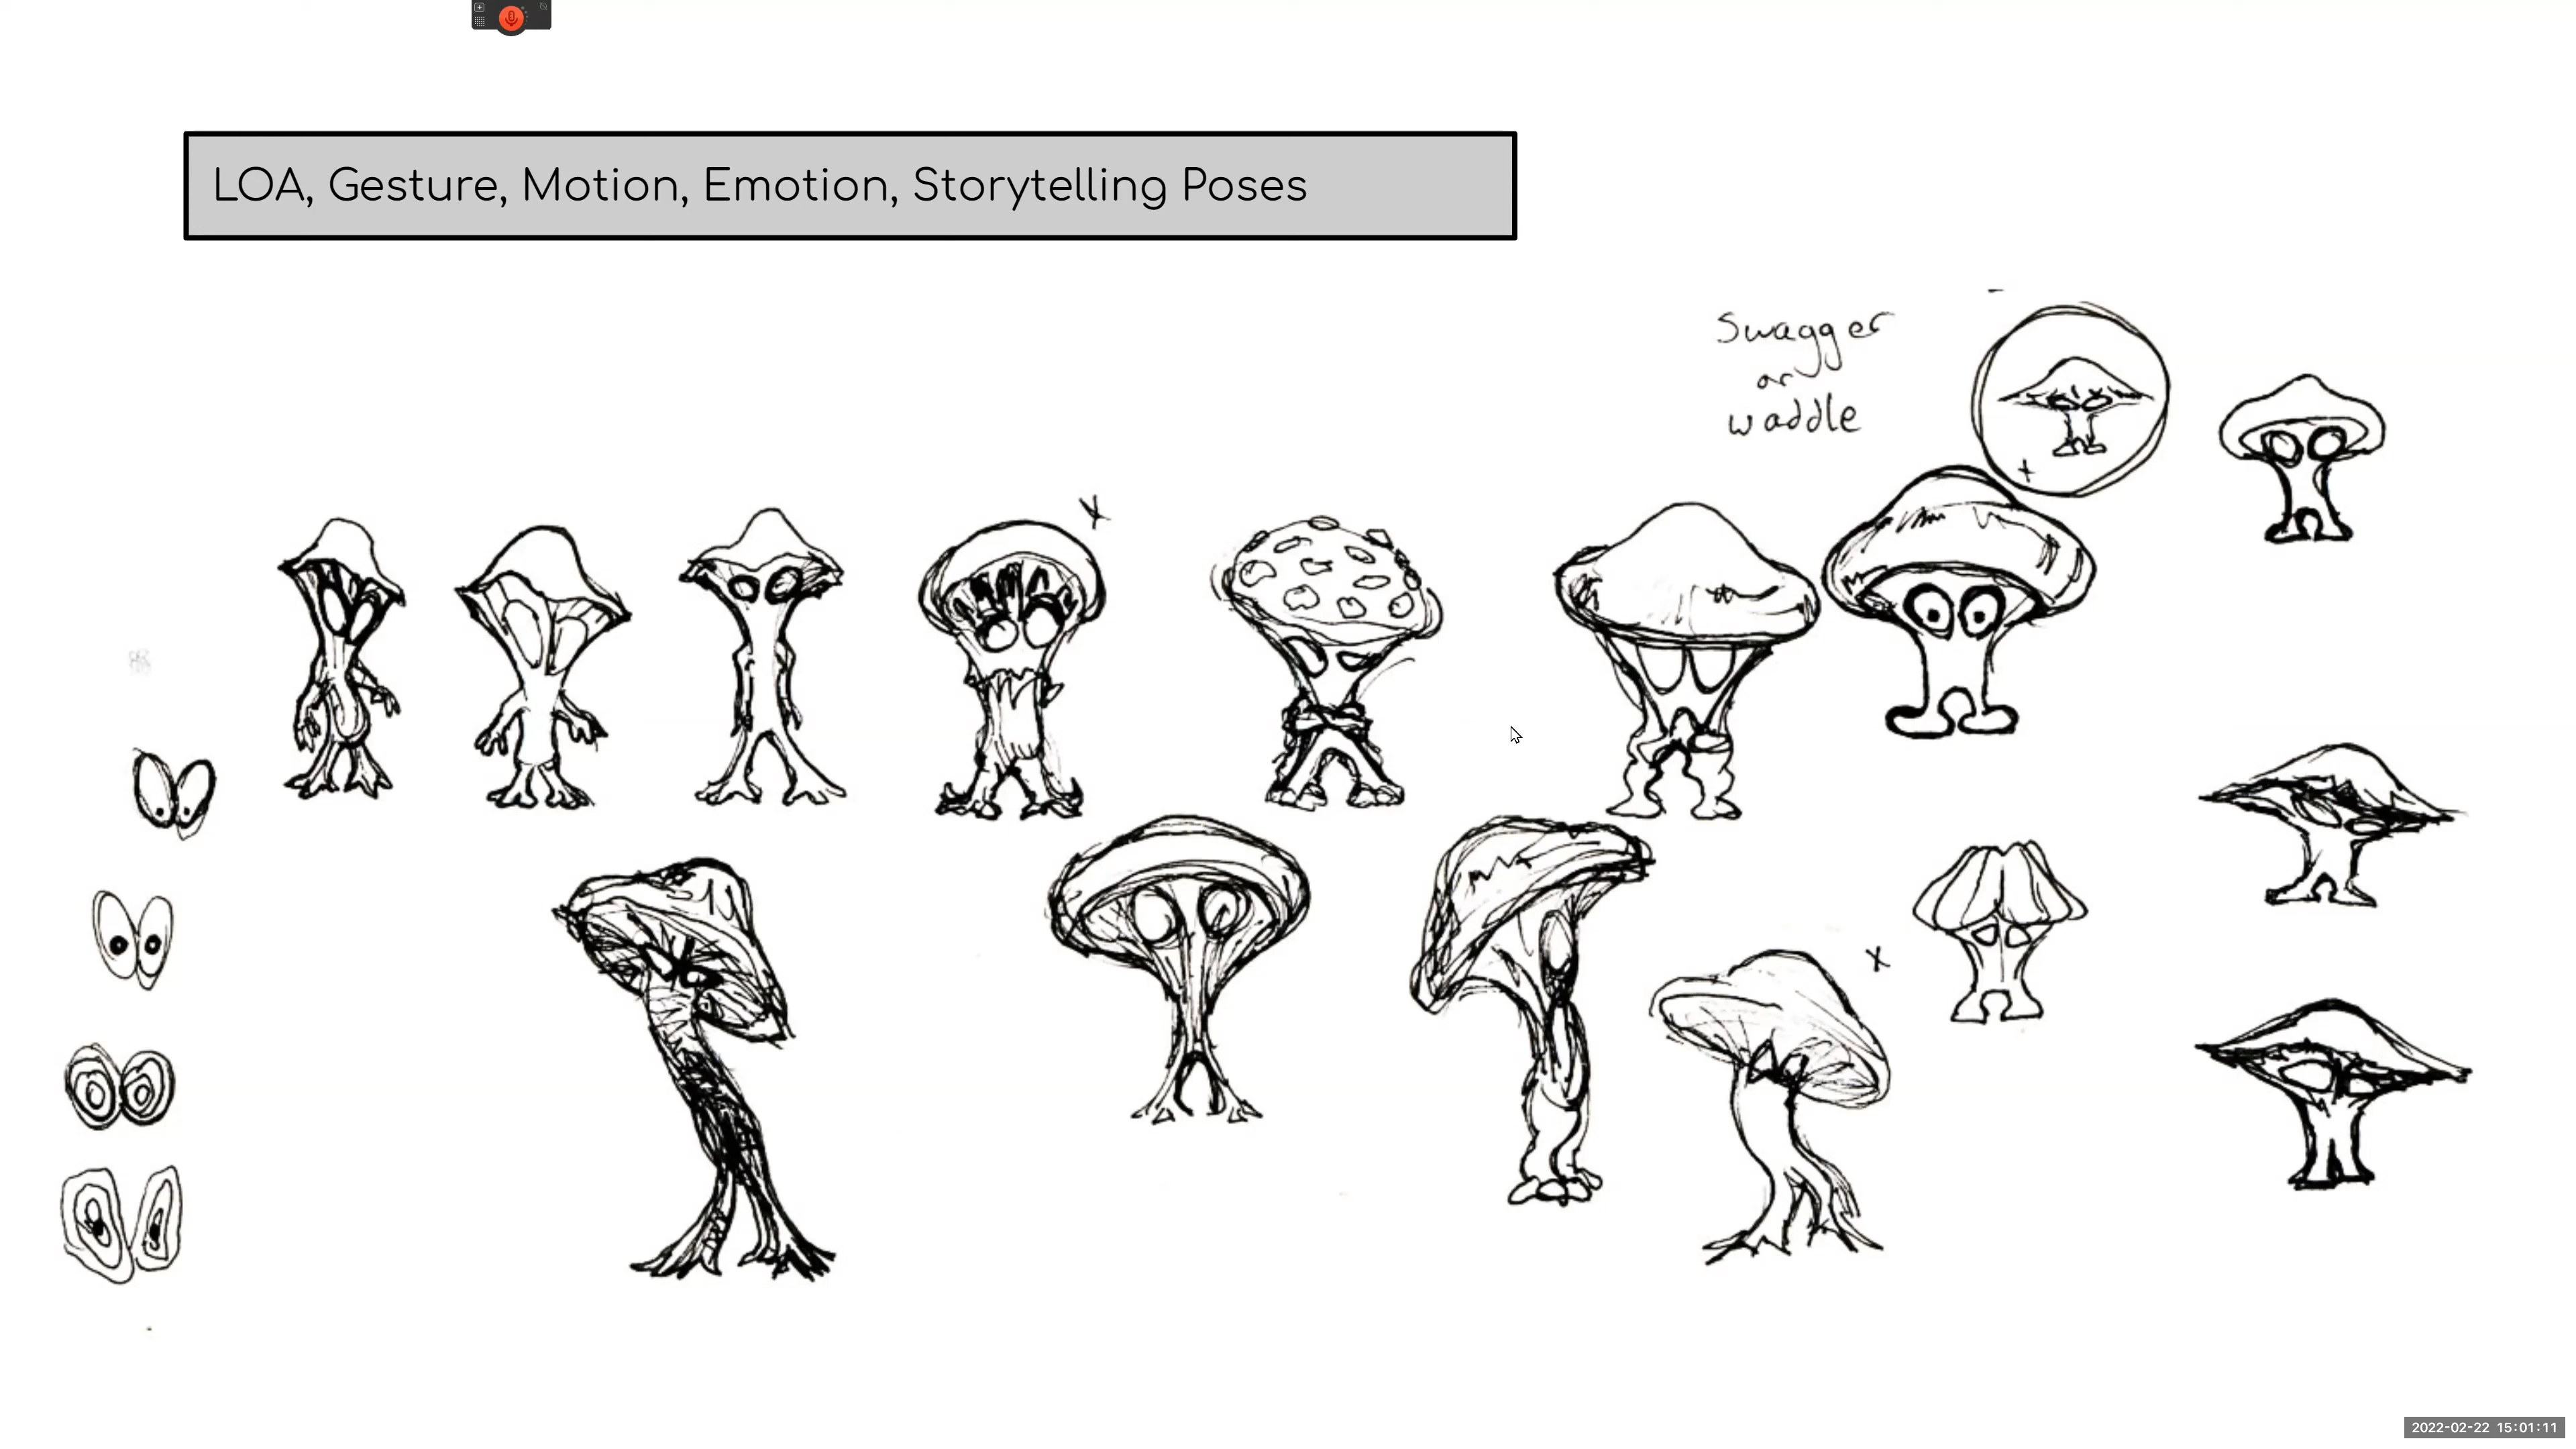 LOA, Gesture, Motion, Emotion, Storytelling Poses
Swagger
or
waddle
2022-02-22 15:01:11